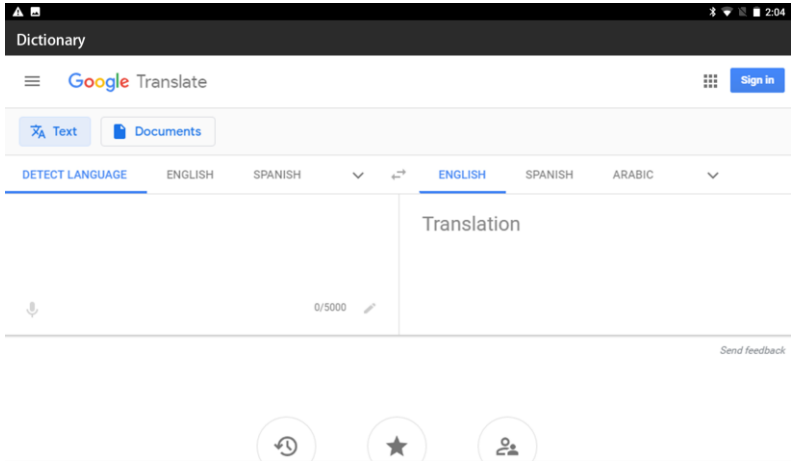 2:04
Dictionary
Google Translate
Sign in
Text Documents
DETECT LANGUAGE ENGLISH SPANISH ENGLISH SPANISH ARABIC
Translation
0/5000
Send feedback